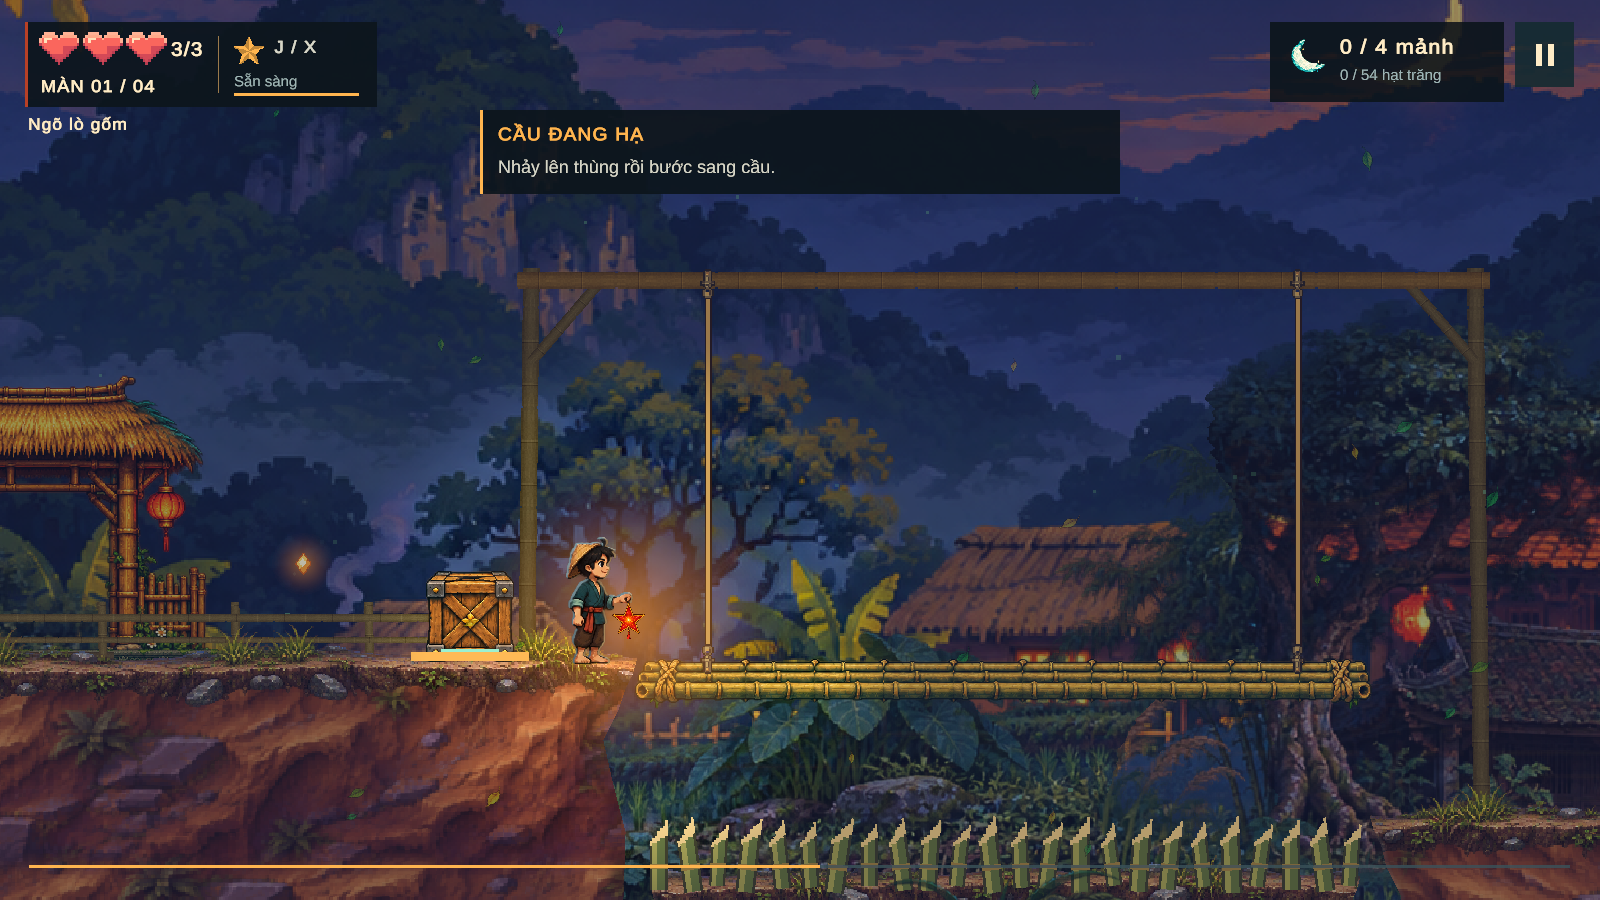 3/3
J / X
Sẵn sàng
MÀN 01 / 04
Ngõ lò gốm
CẦU ĐANG HẠ
Nhảy lên thùng rồi bước sang cầu.
0 / 4 mảnh
0 / 54 hạt trăng